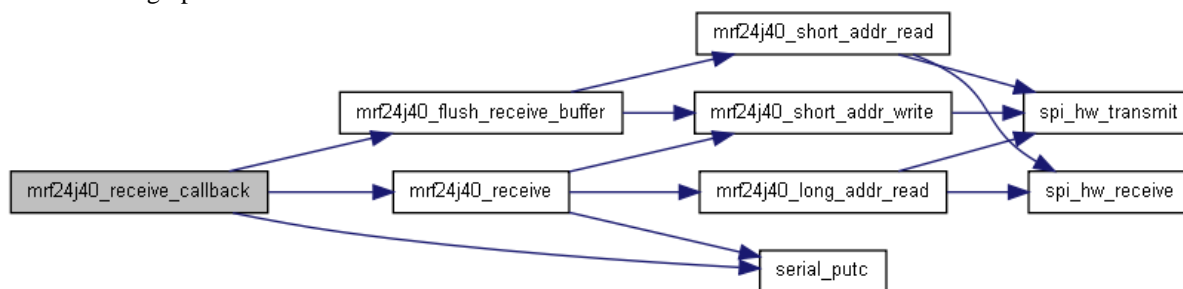 mrf24j40_short_addr_read
mrf24j40_flush_receive_buffer
mrf24j40_short_addr_write
spi_hw_transmit
mrf24j40_receive_callback
mrf24j40_receive
mrf24j40_long_addr_read
spi_hw_receive
serial_putc